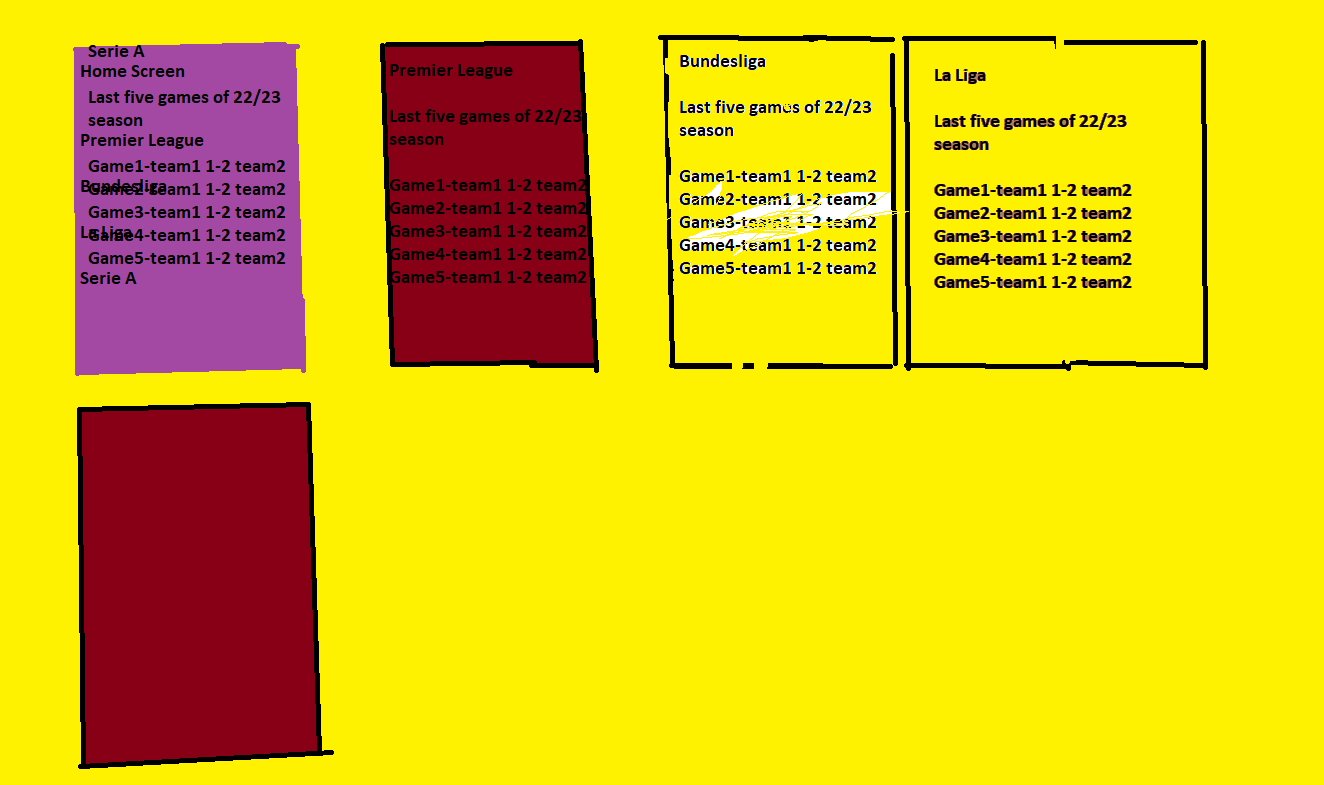 Serie A
Home Screen
Last five games of 22/23
season
Premier League
Game1-team1 1-2 team2
Bundesliga
Game2-team1 1-2 team2
Game3-team1 1-2 team2
La Liga
Game4-team1 1-2 team2
Game5-team1 1-2 team2
Serie A
Premier League
Last five games of 22/23
season
Game1-team1 1-2 team2
Game2-team1 1-2 team2
Game3-team1 1-2 team2
Game4-team1 1-2 team2
Game5-team1 1-2 team2
Bundesliga
Last five games of 22/23
season
Game1-team1 1-2 team2
Game2-team1 1-2 team2
Game3-team1 1-2 team2
Game4-team1 1-2 team2
Game5-team1 1-2 team2
La Liga
Last five games of 22/23
season
Game1-team1 1-2 team2
Game2-team1 1-2 team2
Game3-team1 1-2 team2
Game4-team1 1-2 team2
Game5-team1 1-2 team2